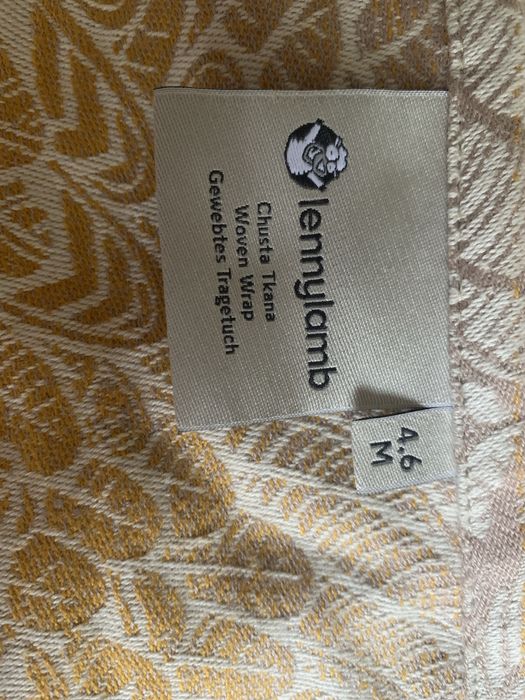 lennylamb
Chusta Tkana
Woven Wrap
Gewebtes Tragetuch
4.6
M